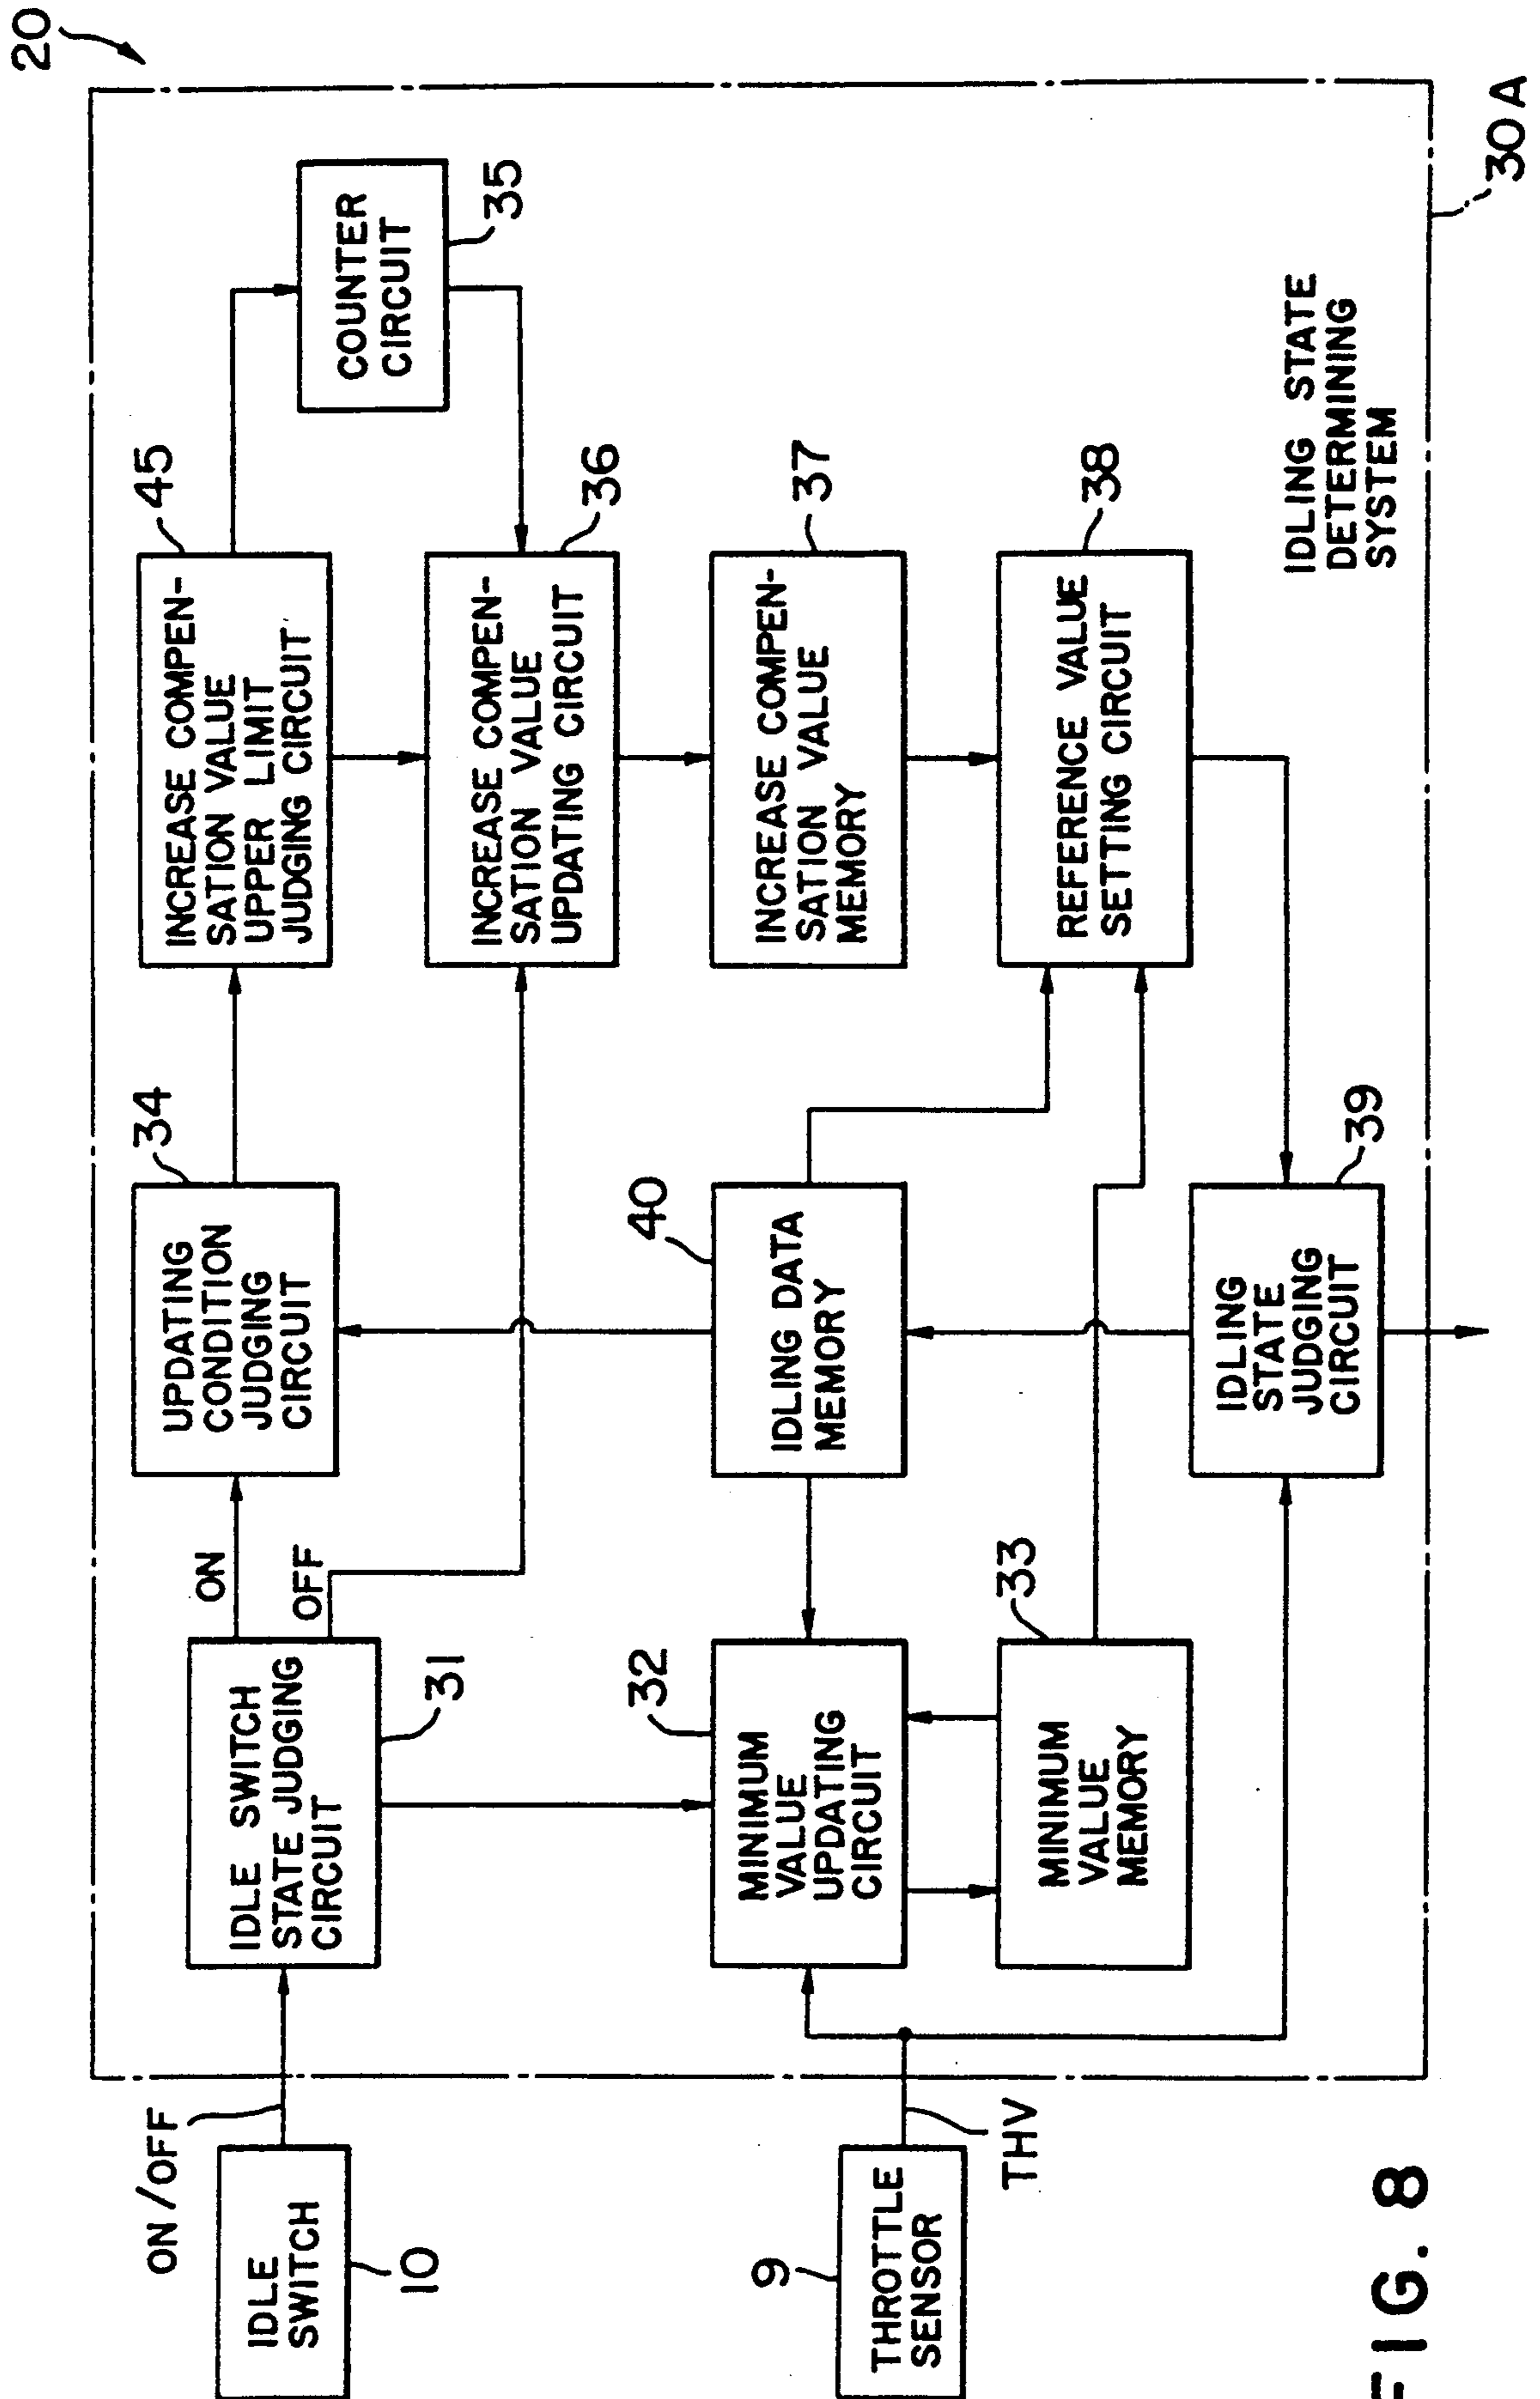 20
ON/OFF
IDLE
SWITCH
10
IDLE SWITCH
STATE JUDGING
CIRCUIT
31
ON
OFF
UPDATING
CONDITION
JUDGING
CIRCUIT
34
INCREASE COMPEN-
SATION VALUE
UPPER LIMIT
JUDGING CIRCUIT
45
COUNTER
CIRCUIT
35
INCREASE COMPEN-
SATION VALUE
UPDATING CIRCUIT
36
THROTTLE
SENSOR
9
THV
MINIMUM
VALUE
UPDATING
CIRCUIT
32
IDLING DATA
MEMORY
40
INCREASE COMPEN-
SATION VALUE
MEMORY
37
MINIMUM
VALUE
MEMORY
33
REFERENCE VALUE
SETTING CIRCUIT
38
IDLING
STATE
JUDGING
CIRCUIT
39
IDLING STATE
DETERMINING
SYSTEM
30A
FIG. 8